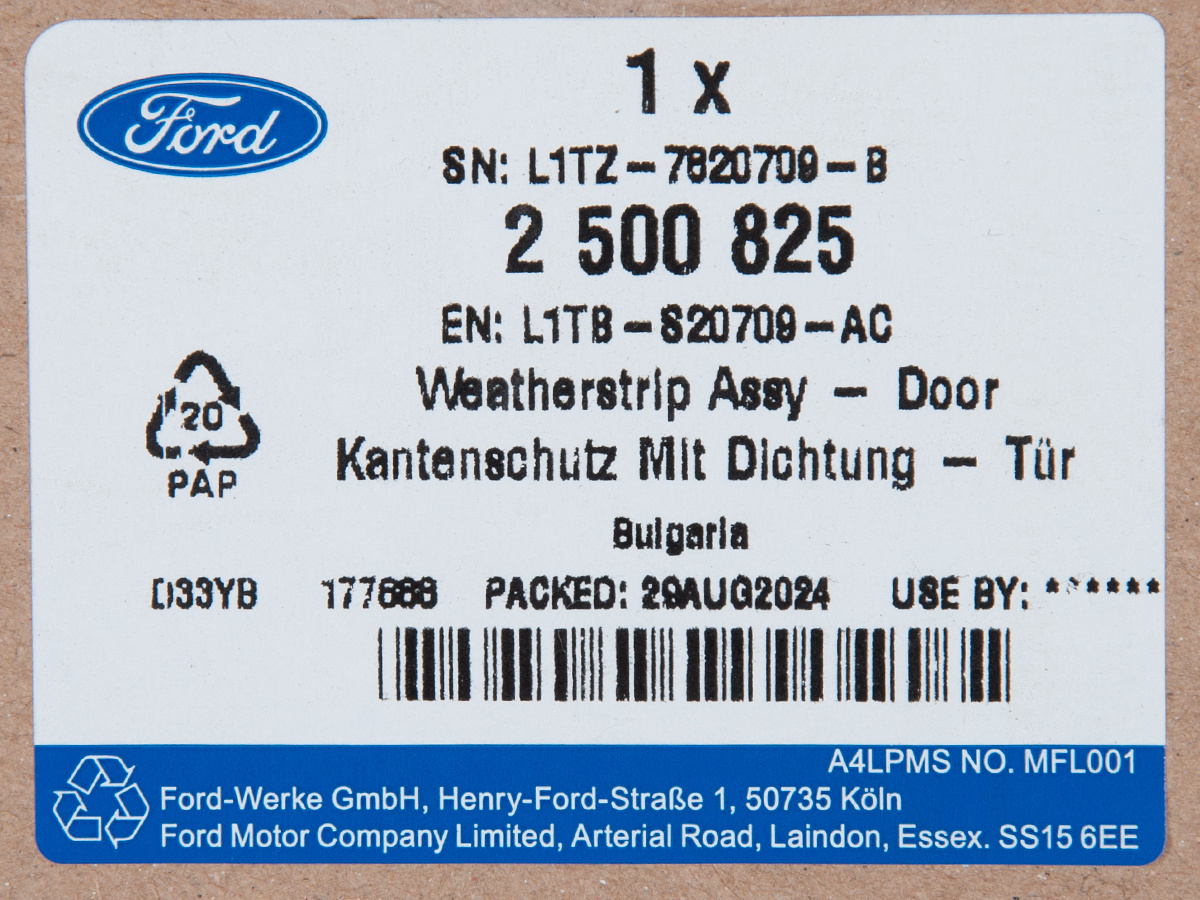 Ford
1 x
SN: L1TZ-7820709-B
2 500 825
EN: L1TB-S20709-AC
Weatherstrip Assy - Door
20
Kantenschutz Mit Dichtung - Tür
PAP
Bulgaria
D33YB PACKED: 29AUG2024 USE BY: ******
A4LPMS NO. MFL001
Ford-Werke GmbH, Henry-Ford-Straße 1, 50735 Köln
Ford Motor Company Limited, Arterial Road, Laindon, Essex. SS15 6EE